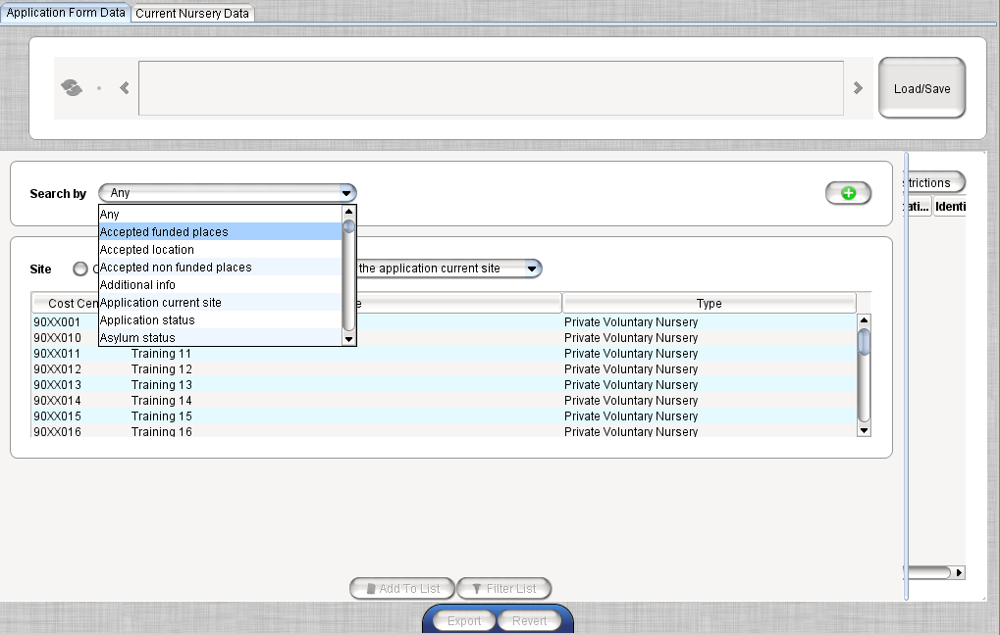 Application Form Data Current Nursery Data
Load/Save
Search by Any
strictions
Any
Accepted funded places
Accepted location
Accepted non funded places
Additional info
Application current site
Application status
Asylum status
ati... Identi
Site the application current site
Cost Cen e Type
90XX001 Private Voluntary Nursery
90XX010 Private Voluntary Nursery
90XX011 Training 11 Private Voluntary Nursery
90XX012 Training 12 Private Voluntary Nursery
90XX013 Training 13 Private Voluntary Nursery
90XX014 Training 14 Private Voluntary Nursery
90XX015 Training 15 Private Voluntary Nursery
90XX016 Training 16 Private Voluntary Nursery
Add To List Filter List
Export Revert